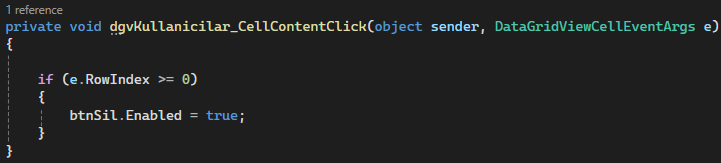 1 reference
private void dgvKullanicilar_CellContentClick(object sender, DataGridViewCellEventArgs e)
{
if (e.RowIndex >= 0)
{
btnSil.Enabled = true;
}
}